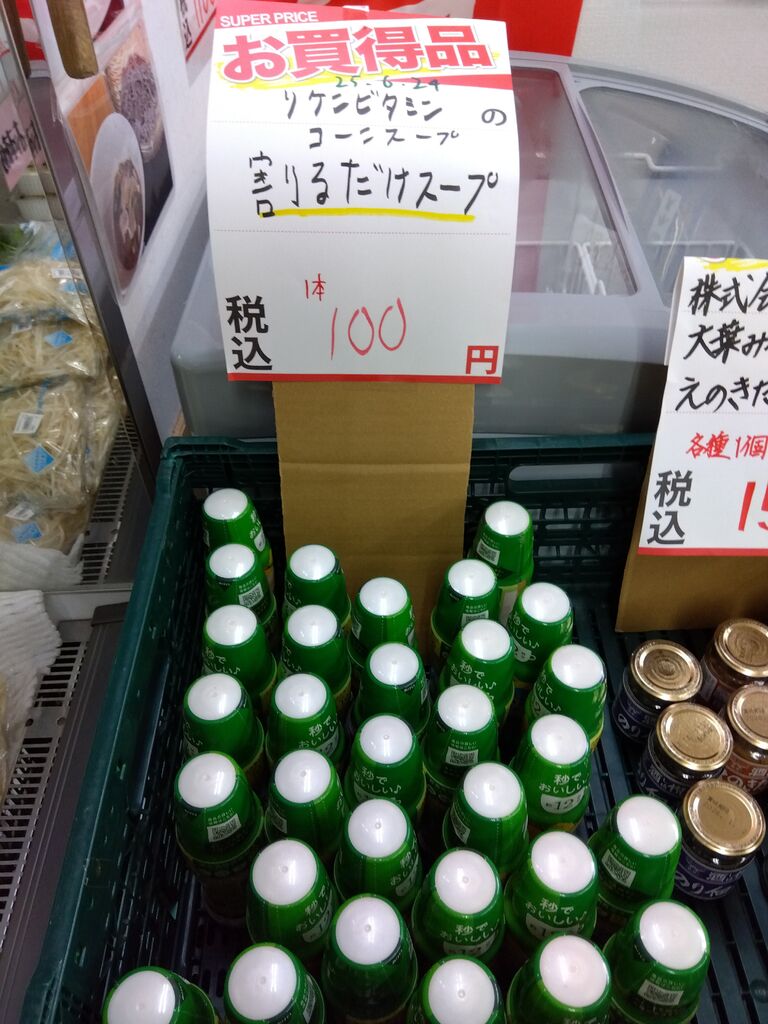 SUPER PRICE
お買得品
25.6.29
リケンビタミン の
コーンスープ
割りるだけスープ
1本
100
税込
円
株式会
大葉み
えのきた
各種1個
税込
15
秒で
おいしい♪